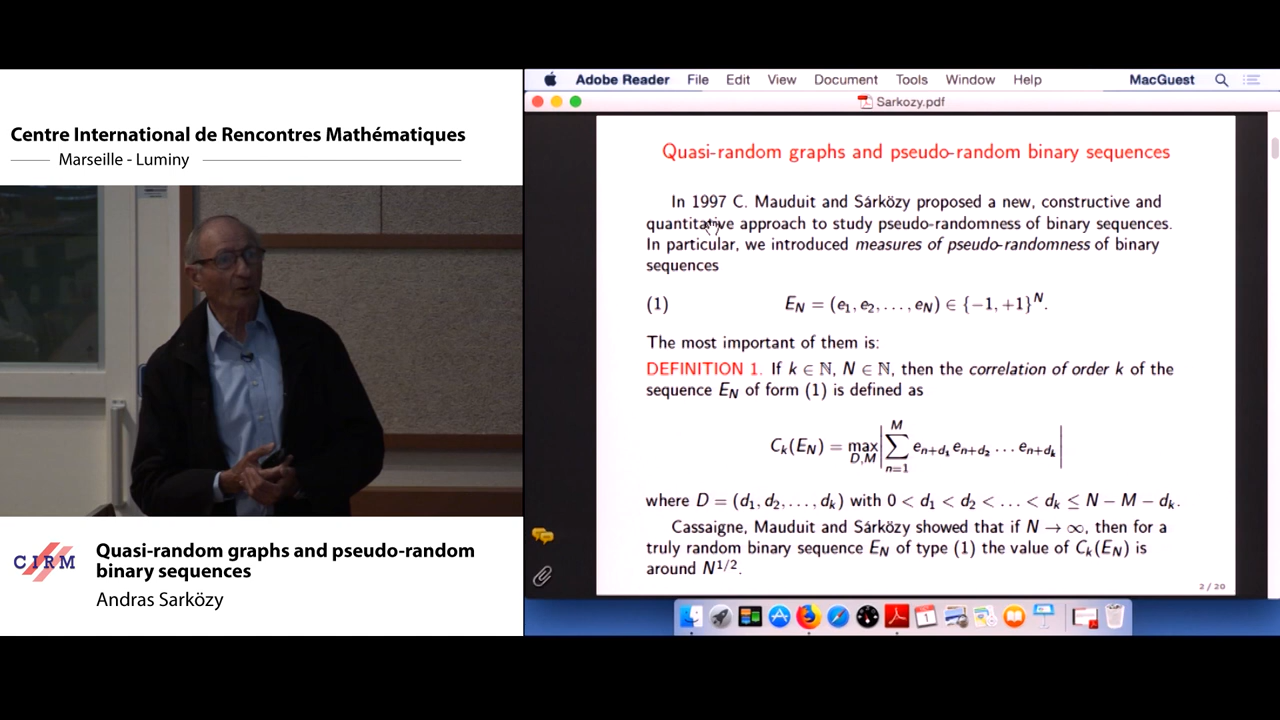 Centre International de Rencontres Mathématiques
Marseille - Luminy
CIRM
Quasi-random graphs and pseudo-random
binary sequences
Andras Sarközy
Adobe Reader File Edit View Document Tools Window Help MacGuest
Sarkozy.pdf
Quasi-random graphs and pseudo-random binary sequences
In 1997 C. Mauduit and Sárközy proposed a new, constructive and
quantitative approach to study pseudo-randomness of binary sequences.
In particular, we introduced measures of pseudo-randomness of binary
sequences
(1) E_N = (e_1, e_2, . . . , e_N) ∈ {−1, +1}^N.
The most important of them is:
DEFINITION 1. If k ∈ ℕ, N ∈ ℕ, then the correlation of order k of the
sequence E_N of form (1) is defined as
C_k(E_N) = max_{D,M} |∑_{n=1}^{M} e_{n+d_1} e_{n+d_2} . . . e_{n+d_k}|
where D = (d_1, d_2, . . . , d_k) with 0 < d_1 < d_2 < . . . < d_k ≤ N − M − d_k.
Cassaigne, Mauduit and Sárközy showed that if N → ∞, then for a
truly random binary sequence E_N of type (1) the value of C_k(E_N) is
around N^{1/2}.
2 / 20
1